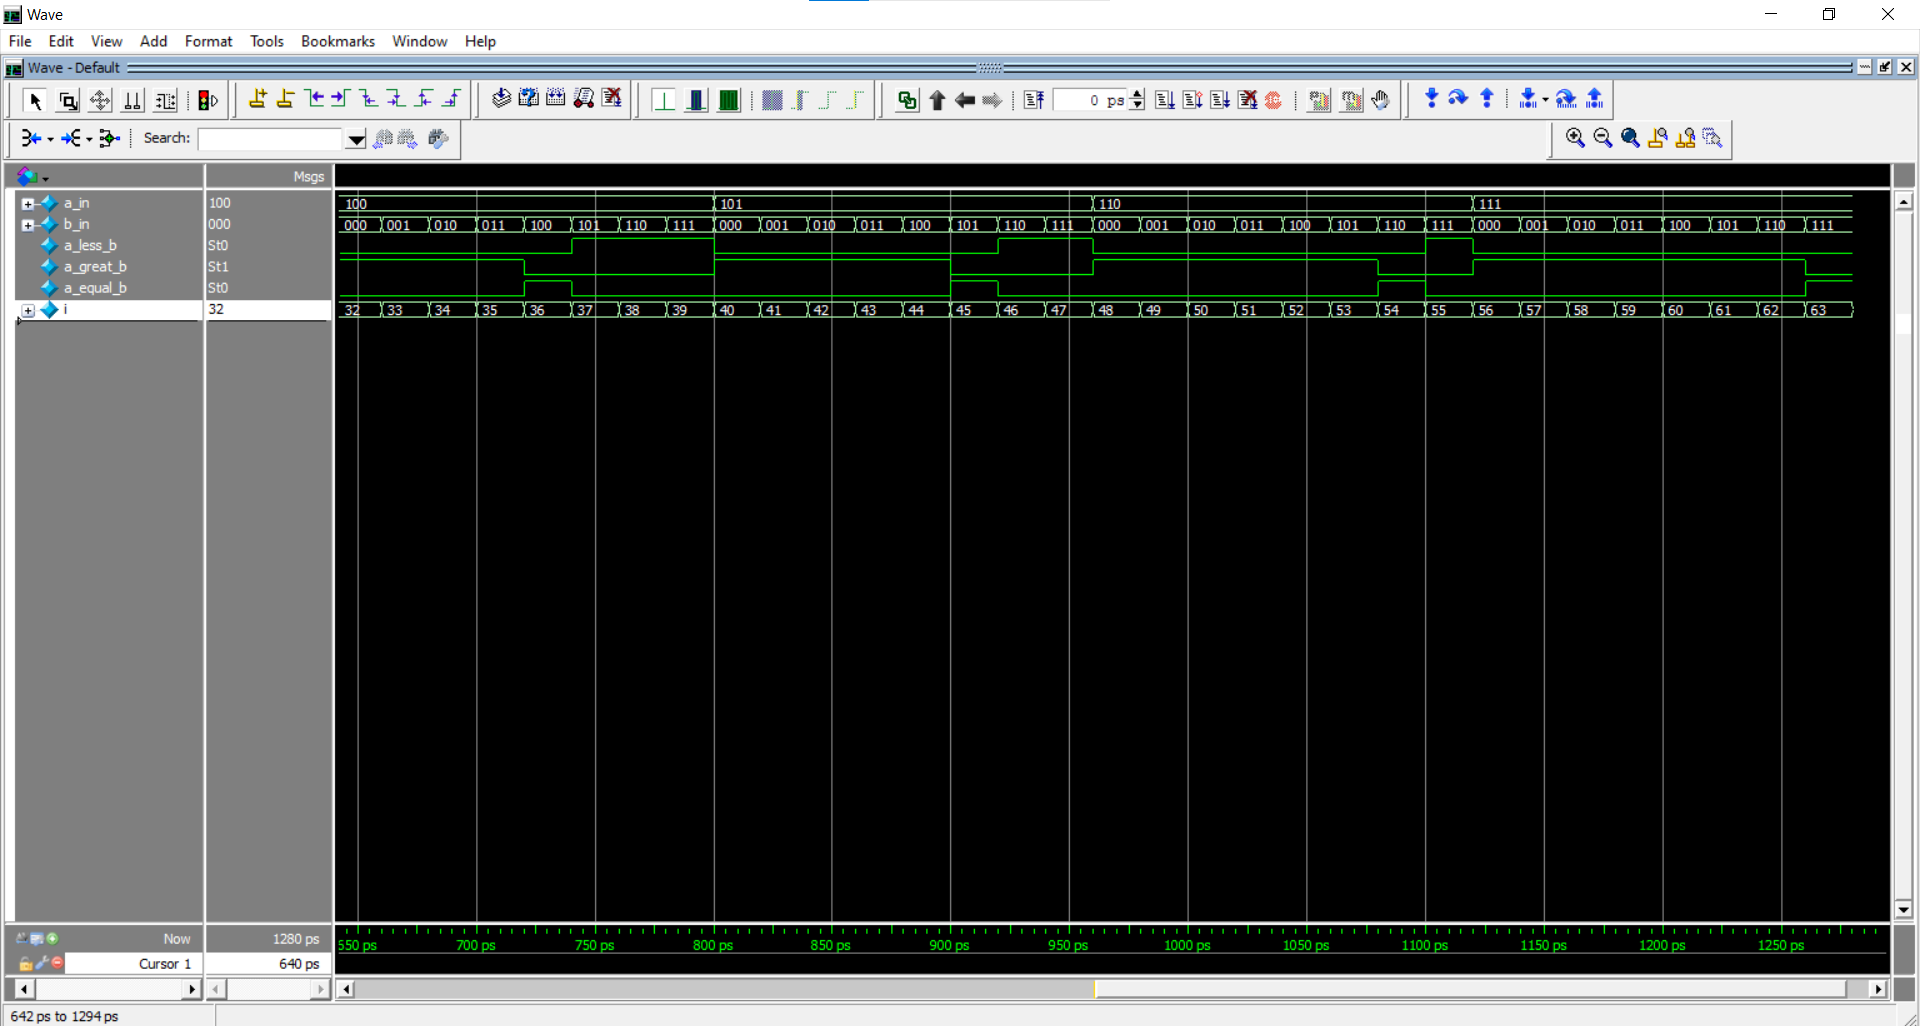 Wave
File Edit View Add Format Tools Bookmarks Window Help
Wave - Default
0 ps
Search:
Msgs
a_in 100 100 101 110 111
b_in 000 000 001 010 011 100 101 110 111 000 001 010 011 100 101 110 111 000 001 010 011 100 101 110 111 000 001 010 011 100 101 110 111
a_less_b St0
a_great_b St1
a_equal_b St0
i 32 32 33 34 35 36 37 38 39 40 41 42 43 44 45 46 47 48 49 50 51 52 53 54 55 56 57 58 59 60 61 62 63
Now 1280 ps 550 ps 700 ps 750 ps 800 ps 850 ps 900 ps 950 ps 1000 ps 1050 ps 1100 ps 1150 ps 1200 ps 1250 ps
Cursor 1 640 ps
642 ps to 1294 ps